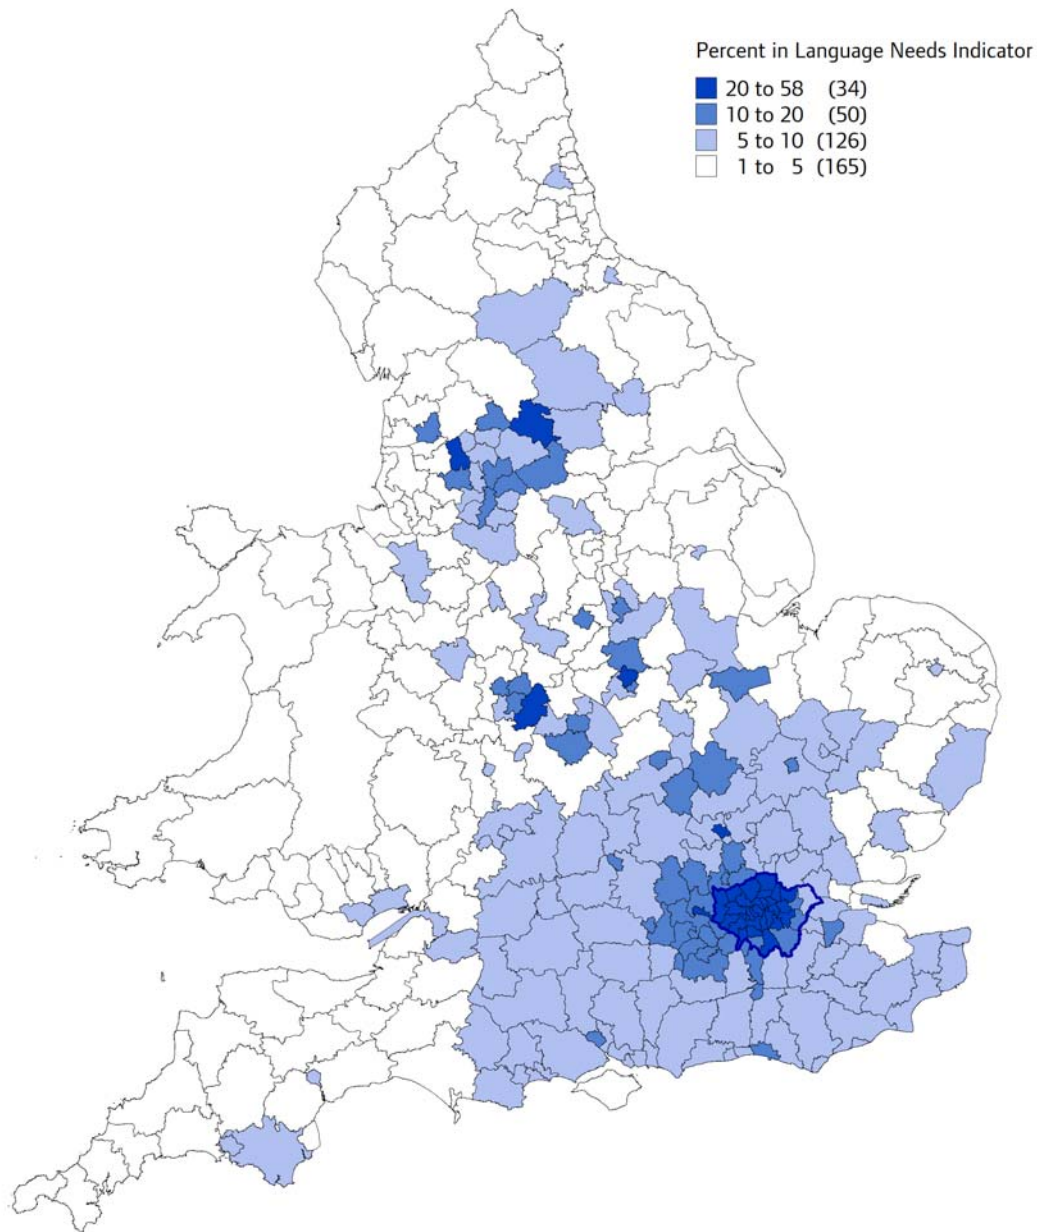 Percent in Language Needs Indicator
20 to 58 (34)
10 to 20 (50)
5 to 10 (126)
1 to 5 (165)